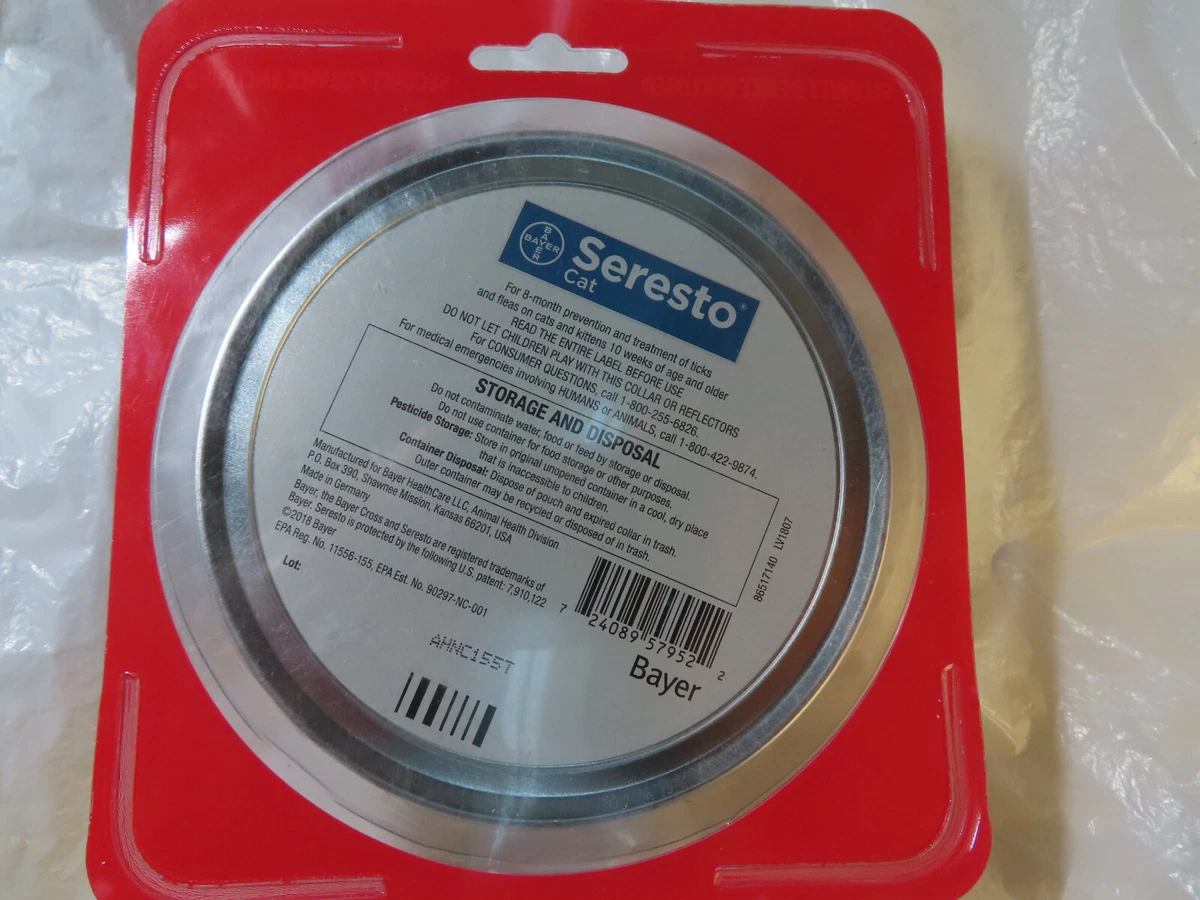 BAYER
BAYER
Seresto®
Cat
For 8-month prevention and treatment of ticks
and fleas on cats and kittens 10 weeks of age and older
READ THE ENTIRE LABEL BEFORE USE
DO NOT LET CHILDREN PLAY WITH THIS COLLAR OR REFLECTORS
For CONSUMER QUESTIONS, call 1-800-255-6826.
For medical emergencies involving HUMANS or ANIMALS, call 1-800-422-9874.
STORAGE AND DISPOSAL
Do not contaminate water, food or feed by storage or disposal.
Do not use container for food storage or other purposes.
Pesticide Storage: Store in original unopened container in a cool, dry place
that is inaccessible to children.
Container Disposal: Dispose of pouch and expired collar in trash.
Outer container may be recycled or disposed of in trash.
Manufactured for Bayer HealthCare LLC, Animal Health Division
P.O. Box 390, Shawnee Mission, Kansas 66201, USA
Made in Germany
Bayer, the Bayer Cross and Seresto are registered trademarks of
Bayer. Seresto is protected by the following U.S. patent: 7,910,122
©2018 Bayer
EPA Reg. No. 11556-155, EPA Est. No. 90297-NC-001
Lot:
AHNC155T
86517140 LV1807
7 24089 57952 2
Bayer